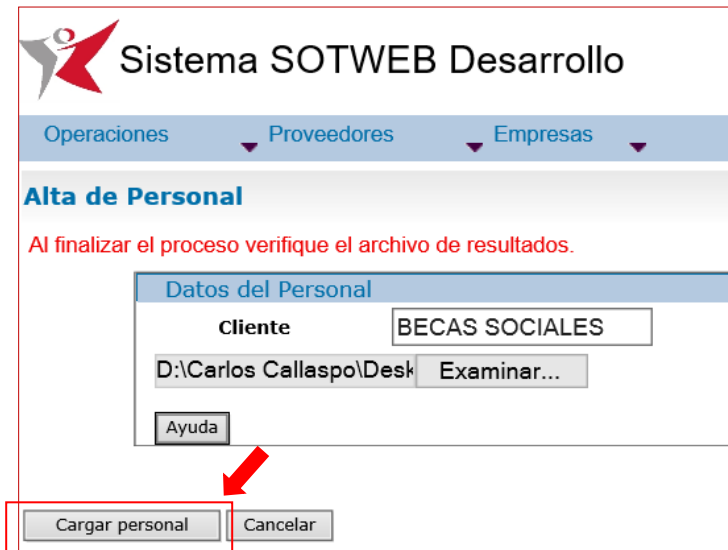 Sistema SOTWEB Desarrollo
Operaciones Proveedores Empresas
Alta de Personal
Al finalizar el proceso verifique el archivo de resultados.
Datos del Personal
Cliente BECAS SOCIALES
D:\Carlos Callaspo\Desk Examinar...
Ayuda
Cargar personal Cancelar